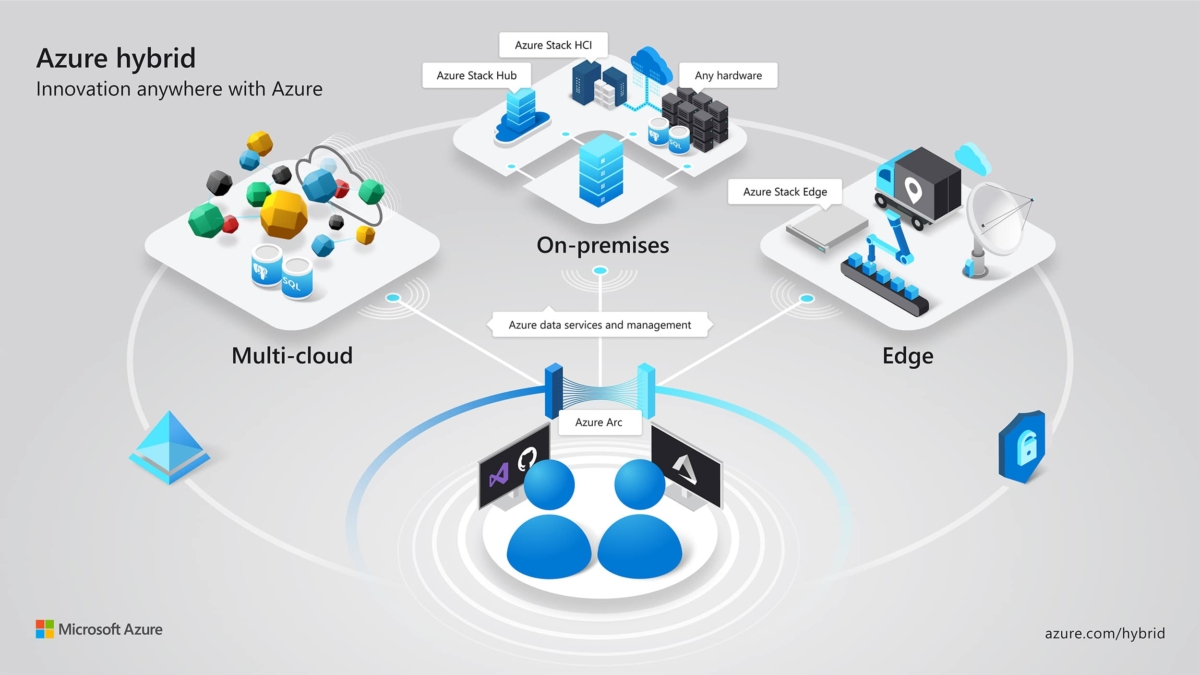 Azure hybrid
Innovation anywhere with Azure
Azure Stack HCI
Azure Stack Hub
Any hardware
SQL
Azure Stack Edge
On-premises
SQL
Azure data services and management
Multi-cloud
Edge
Azure Arc
Microsoft Azure
azure.com/hybrid